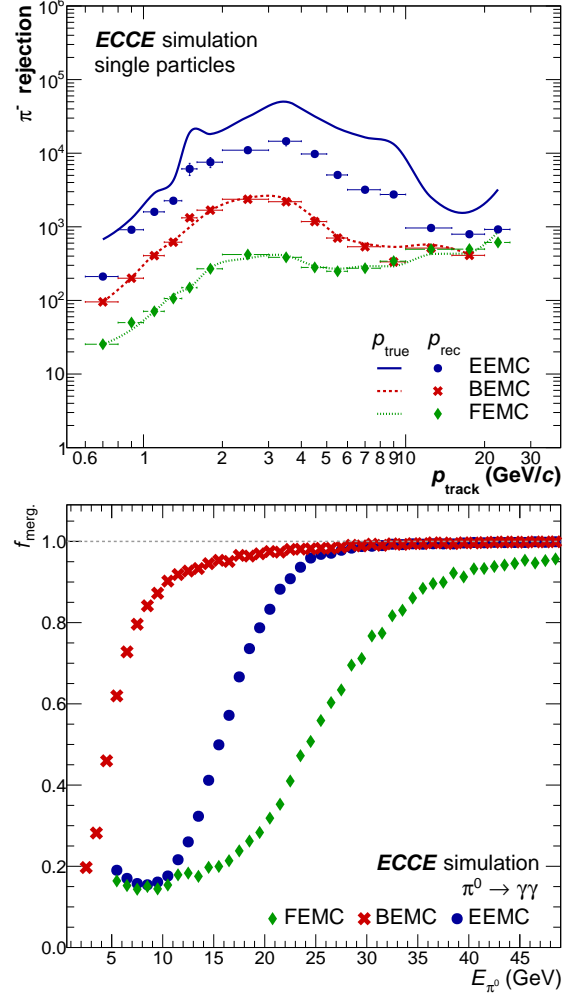 ECCE simulation
single particles
π⁻ rejection
10⁶
10⁵
10⁴
10³
10²
10
1
p_true p_rec
EEMC
BEMC
FEMC
0.6 1 2 3 4 5 6 7 8 9 10 20 30
p_track (GeV/c)
f_merg.
1.0
0.8
0.6
0.4
0.2
0.0
ECCE simulation
π⁰ → γγ
FEMC BEMC EEMC
5 10 15 20 25 30 35 40 45
E_π⁰ (GeV)